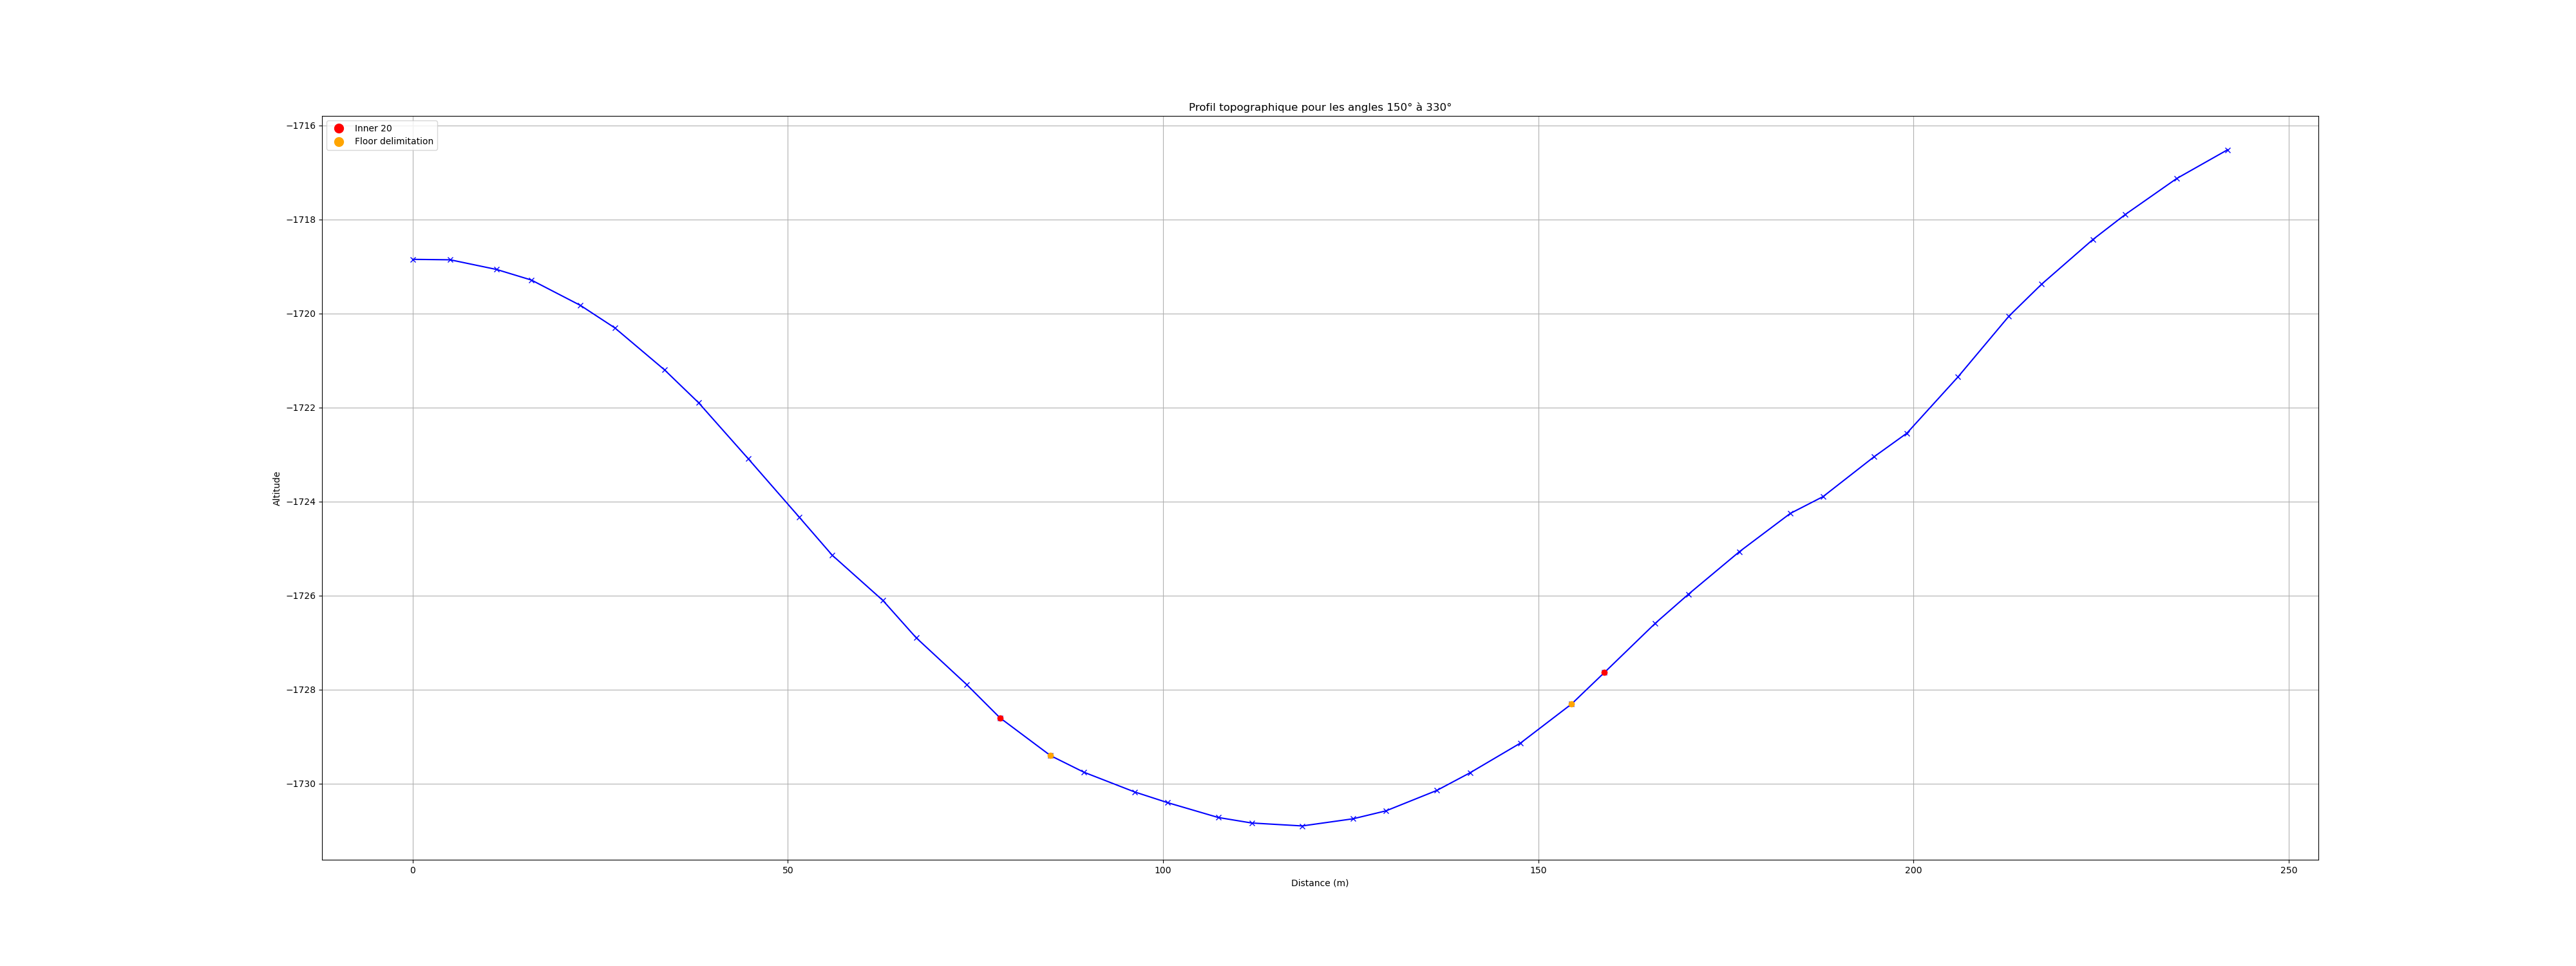 Profil topographique pour les angles 150° à 330°
Inner 20
Floor delimitation
−1716
−1718
−1720
−1722
−1724
−1726
−1728
−1730
Altitude
0
50
100
150
200
250
Distance (m)